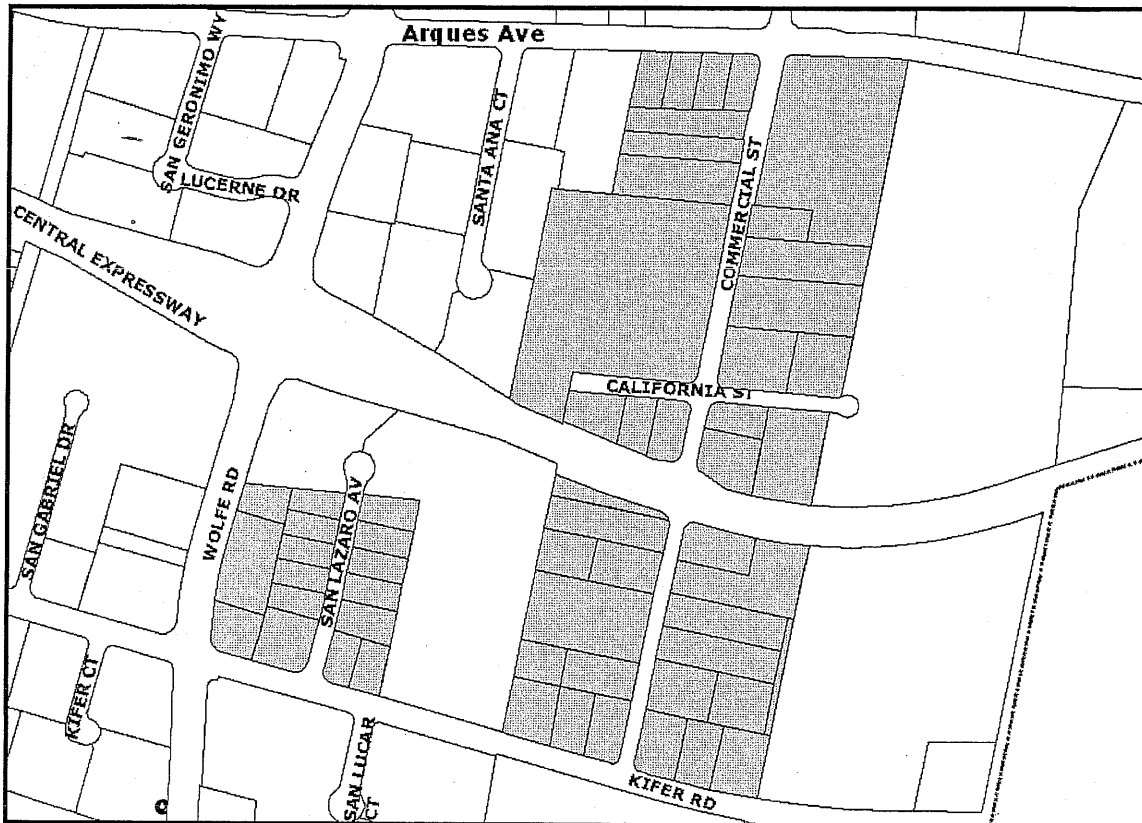 Arques Ave
SAN GERONIMO WY
LUCERNE DR
SANTA ANA CT
COMMERCIAL ST
CENTRAL EXPRESSWAY
CALIFORNIA ST
SAN GABRIEL DR
WOLFE RD
SAN LAZARO AV
KIFER CT
SAN LUCAR
CT
KIFER RD